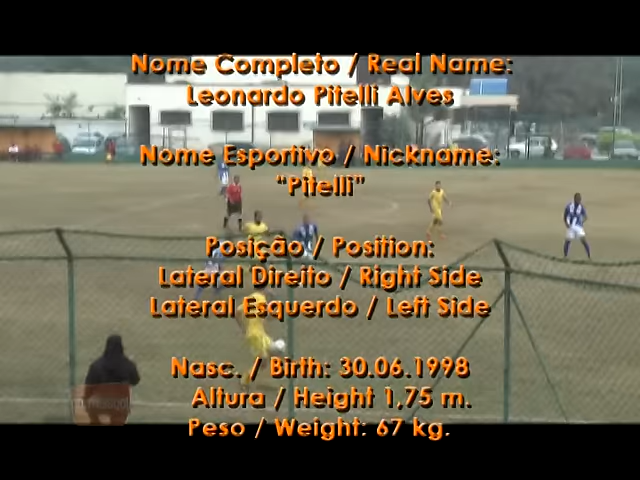 Nome Completo / Real Name:
Leonardo Pitelli Alves
Nome Esportivo / Nickname:
"Pitelli"
Posição / Position:
Lateral Direito / Right Side
Lateral Esquerdo / Left Side
Nasc. / Birth: 30.06.1998
Altura / Height 1,75 m.
Peso / Weight: 67 kg.